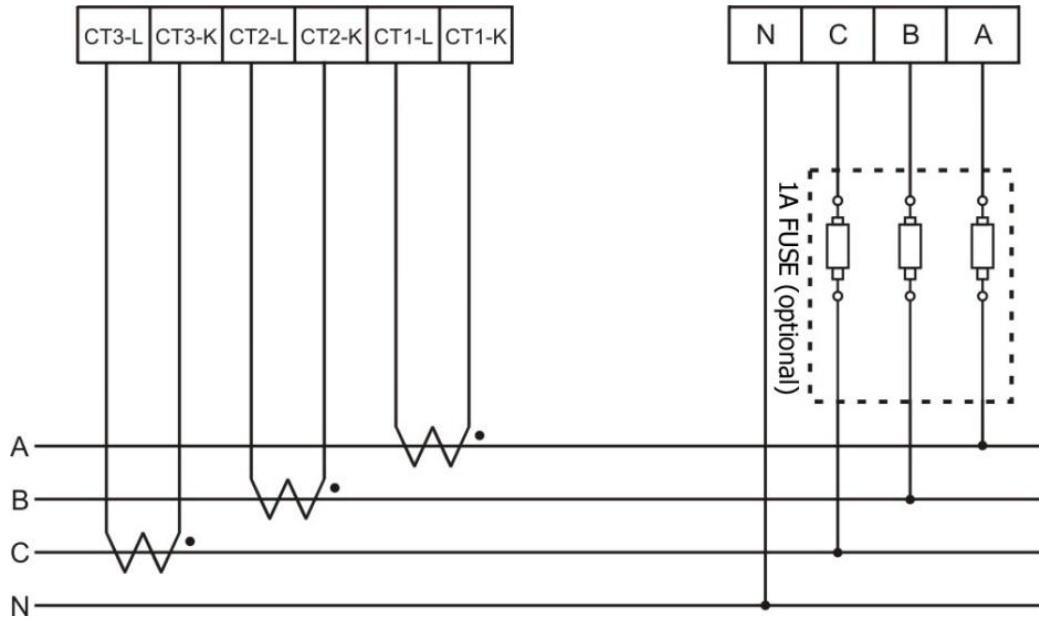 CT3-L CT3-K CT2-L CT2-K CT1-L CT1-K
N C B A
1A FUSE (optional)
A
B
C
N